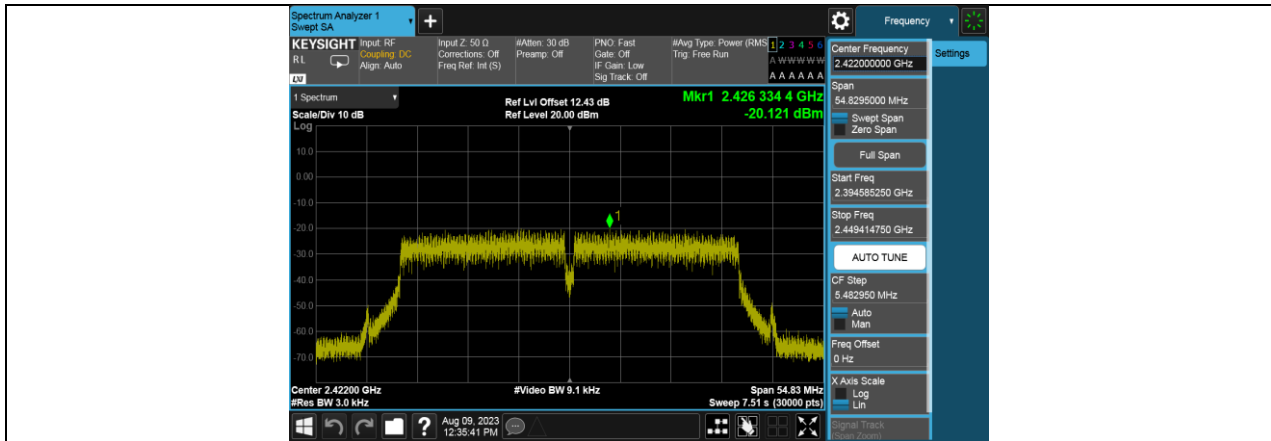 Spectrum Analyzer 1
Swept SA
+
Frequency
KEYSIGHT
RL
LXI
Input: RF
Coupling: DC
Align: Auto
Input Z: 50 Ω
Corrections: Off
Freq Ref: Int (S)
#Atten: 30 dB
Preamp: Off
PNO: Fast
Gate: Off
IF Gain: Low
Sig Track: Off
#Avg Type: Power (RMS
Trig: Free Run
1 2 3 4 5 6
A W W W W W
A A A A A A
1 Spectrum
Scale/Div 10 dB
Ref Lvl Offset 12.43 dB
Ref Level 20.00 dBm
Mkr1 2.426 334 4 GHz
-20.121 dBm
Log
10.0
0.00
-10.0
-20.0
-30.0
-40.0
-50.0
-60.0
-70.0
1
Center 2.42200 GHz
#Res BW 3.0 kHz
#Video BW 9.1 kHz
Span 54.83 MHz
Sweep 7.51 s (30000 pts)
?
Aug 09, 2023
12:35:41 PM
Center Frequency
2.422000000 GHz
Span
54.8295000 MHz
Swept Span
Zero Span
Full Span
Start Freq
2.394585250 GHz
Stop Freq
2.449414750 GHz
AUTO TUNE
CF Step
5.482950 MHz
Auto
Man
Freq Offset
0 Hz
X Axis Scale
Log
Lin
Signal Track
(Span Zoom)
Settings